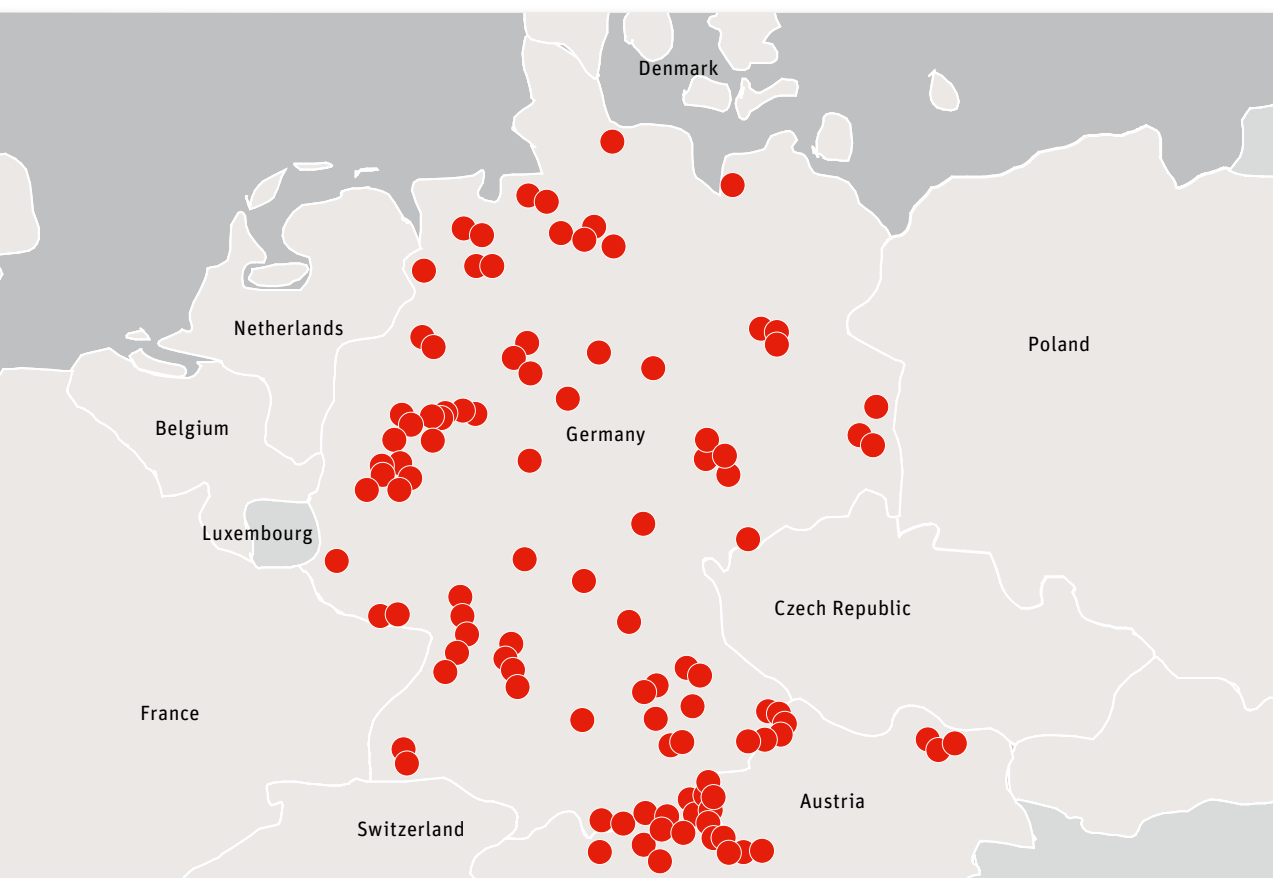 Denmark
Netherlands
Poland
Belgium
Germany
Luxembourg
Czech Republic
France
Austria
Switzerland